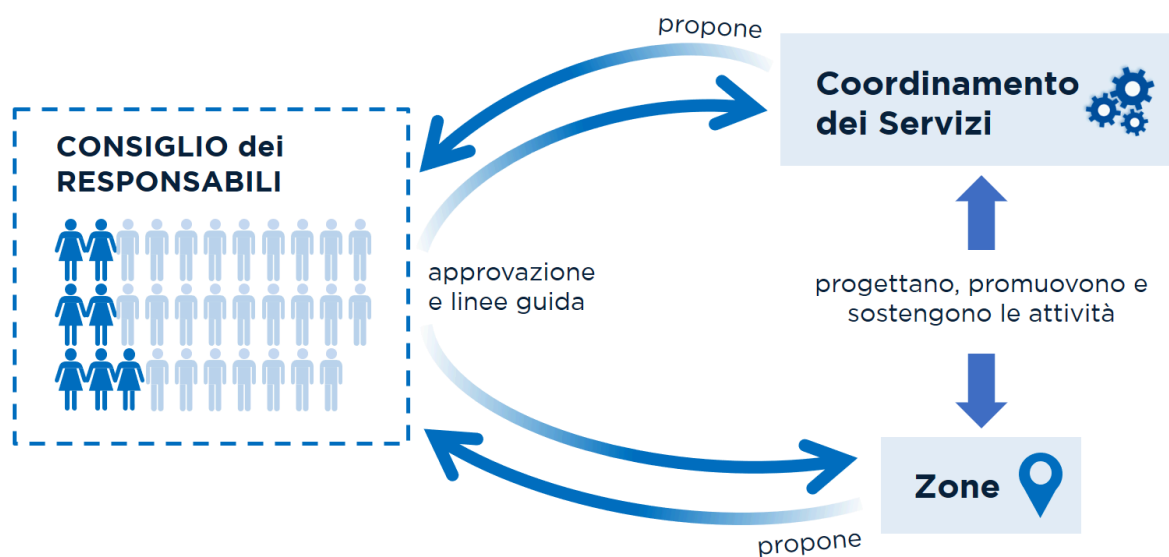 propone
Coordinamento
dei Servizi
CONSIGLIO dei
RESPONSABILI
approvazione
e linee guida
progettano, promuovono e
sostengono le attività
Zone
propone